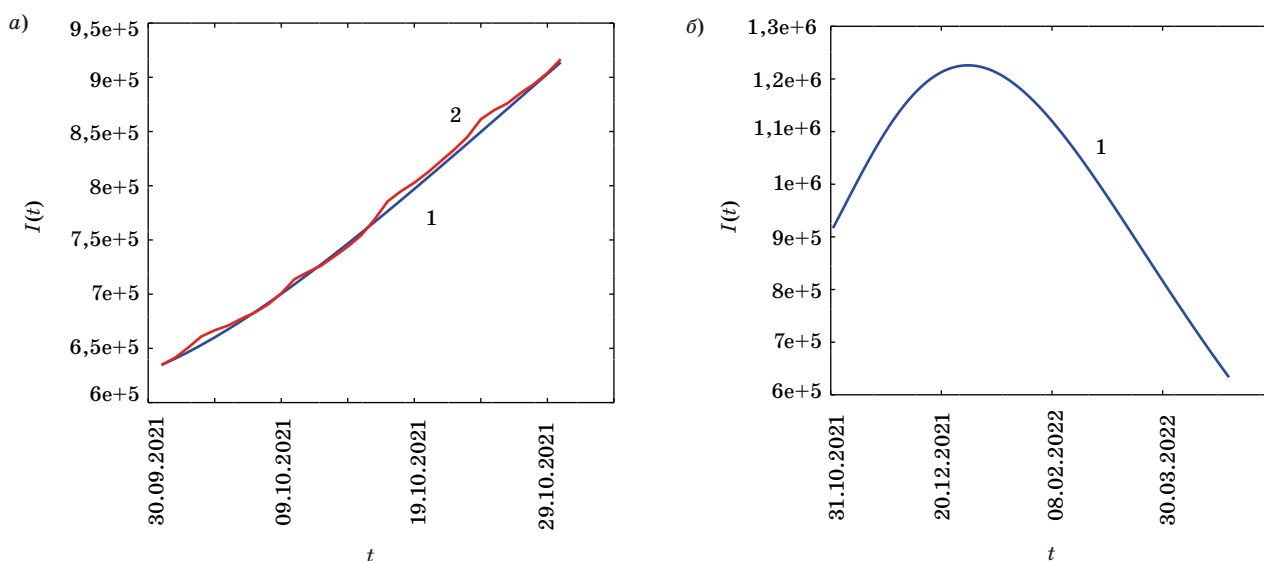 а)
9,5e+5
9e+5
8,5e+5
8e+5
7,5e+5
7e+5
6,5e+5
6e+5
I(t)
2
1
30.09.2021
09.10.2021
19.10.2021
29.10.2021
t
б)
1,3e+6
1,2e+6
1,1e+6
1e+6
9e+5
8e+5
7e+5
6e+5
I(t)
1
31.10.2021
20.12.2021
08.02.2022
30.03.2022
t